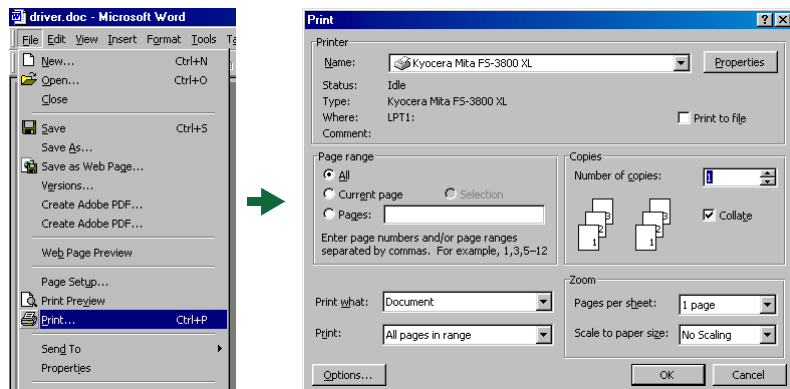 driver.doc - Microsoft Word
File Edit View Insert Format Tools
New... Ctrl+N
Open... Ctrl+O
Close
Save Ctrl+S
Save As...
Save as Web Page...
Versions...
Create Adobe PDF...
Create Adobe PDF...
Web Page Preview
Page Setup...
Print Preview
Print... Ctrl+P
Send To
Properties
Print
Printer
Name: Kyocera Mita FS-3800 XL Properties
Status: Idle
Type: Kyocera Mita FS-3800 XL
Where: LPT1: Print to file
Comment:
Page range
All
Current page Selection
Pages:
Enter page numbers and/or page ranges
separated by commas. For example, 1,3,5–12
Copies
Number of copies: 1
1 2 3 1 2 3 Collate
Print what: Document
Print: All pages in range
Zoom
Pages per sheet: 1 page
Scale to paper size: No Scaling
Options... OK Cancel